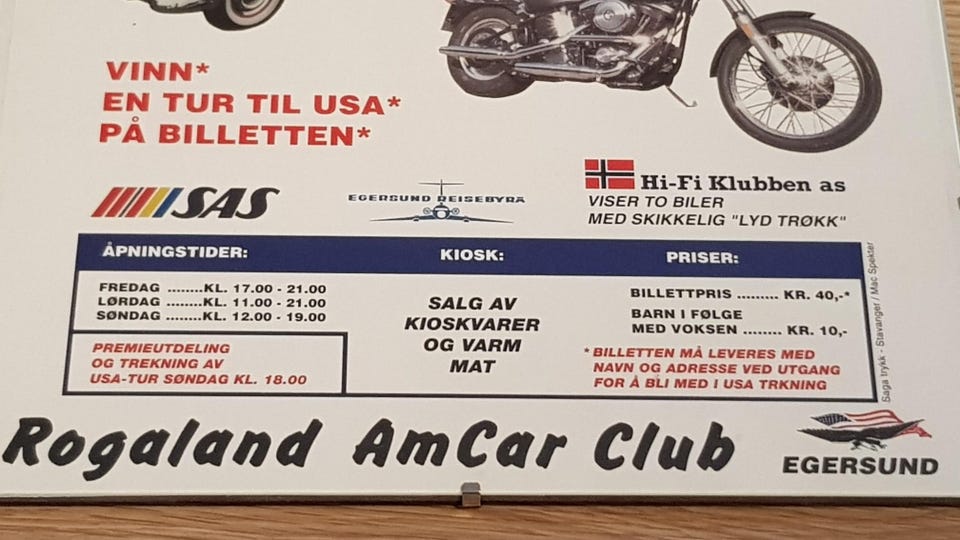 VINN*
EN TUR TIL USA*
PÅ BILLETTEN*
SAS
EGERSUND REISEBYRÅ
Hi-Fi Klubben as
VISER TO BILER
MED SKIKKELIG "LYD TRØKK"
ÅPNINGSTIDER:
FREDAG ........KL. 17.00 - 21.00
LØRDAG ........KL. 11.00 - 21.00
SØNDAG ........KL. 12.00 - 19.00
PREMIEUTDELING
OG TREKNING AV
USA-TUR SØNDAG KL. 18.00
KIOSK:
SALG AV
KIOSKVARER
OG VARM
MAT
PRISER:
BILLETTPRIS ......... KR. 40,-*
BARN I FØLGE
MED VOKSEN ........ KR. 10,-
*BILLETTEN MÅ LEVERES MED
NAVN OG ADRESSE VED UTGANG
FOR Å BLI MED I USA TRKNING
Saga trykk - Stavanger / Mac Spekter
Rogaland AmCar Club
EGERSUND